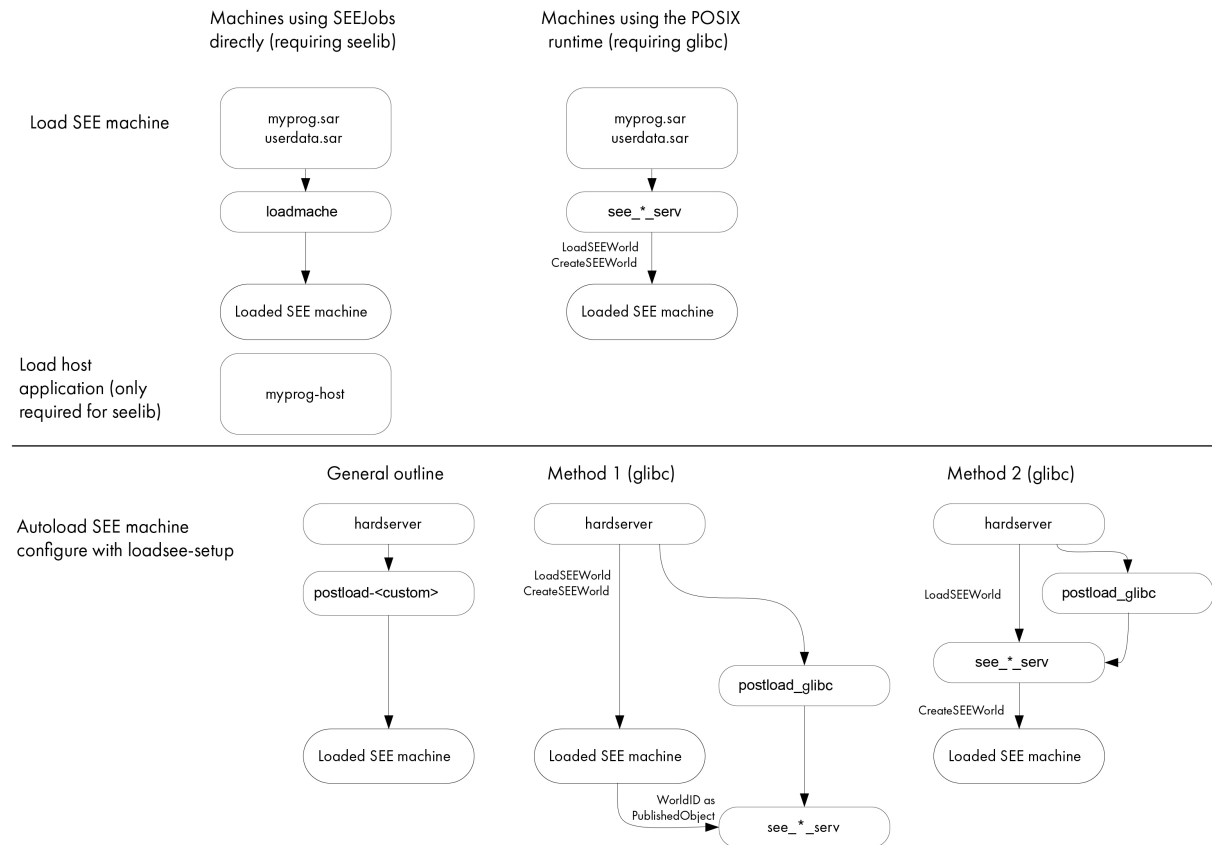 Machines using SEEJobs
directly (requiring seelib)
Machines using the POSIX
runtime (requiring glibc)
Load SEE machine
myprog.sar
userdata.sar
myprog.sar
userdata.sar
loadmache
see_*_serv
LoadSEEWorld
CreateSEEWorld
Loaded SEE machine
Loaded SEE machine
Load host
application (only
required for seelib)
myprog-host
General outline
Method 1 (glibc)
Method 2 (glibc)
Autoload SEE machine
configure with loadsee-setup
hardserver
hardserver
hardserver
postload-<custom>
LoadSEEWorld
CreateSEEWorld
LoadSEEWorld
postload_glibc
see_*_serv
postload_glibc
CreateSEEWorld
Loaded SEE machine
Loaded SEE machine
Loaded SEE machine
WorldID as
PublishedObject
see_*_serv